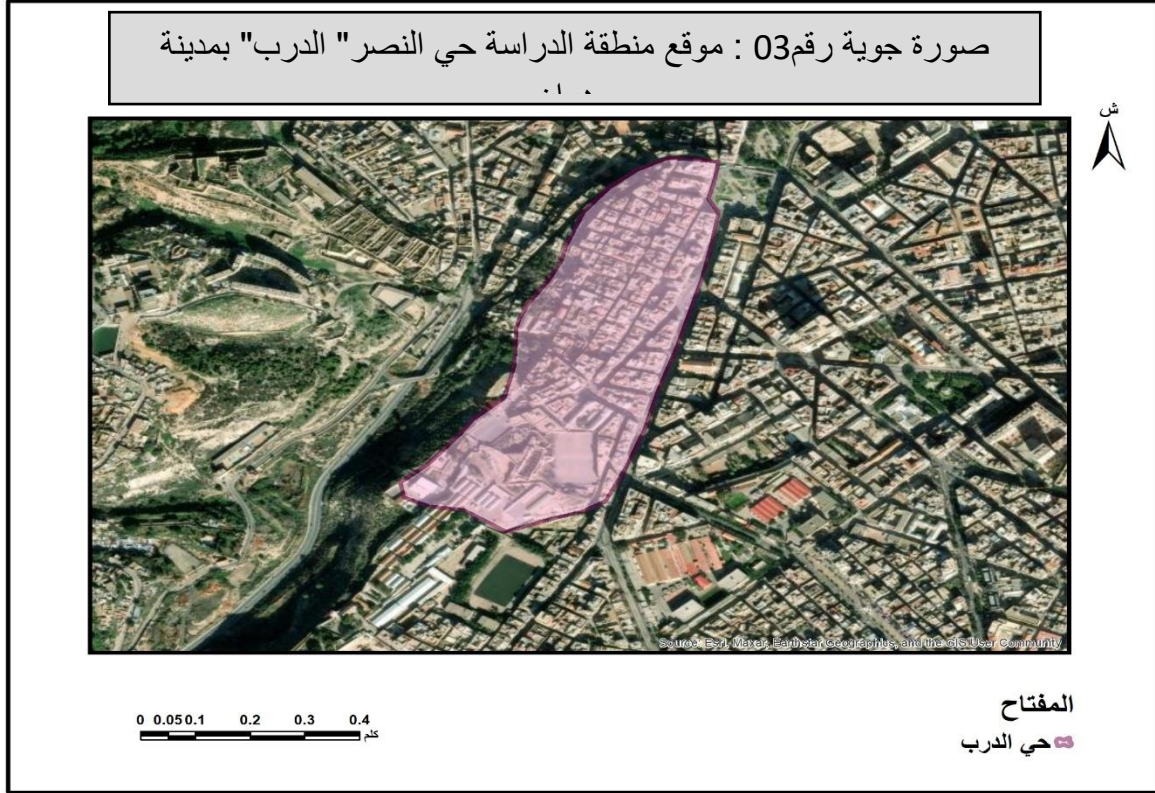 صورة جوية رقم03 : موقع منطقة الدراسة حي النصر" الدرب" بمدينة
ش
Source: Esri, Maxar, Earthstar Geographics, and the GIS User Community
0 0.05 0.1 0.2 0.3 0.4
كلم
المفتاح
حي الدرب